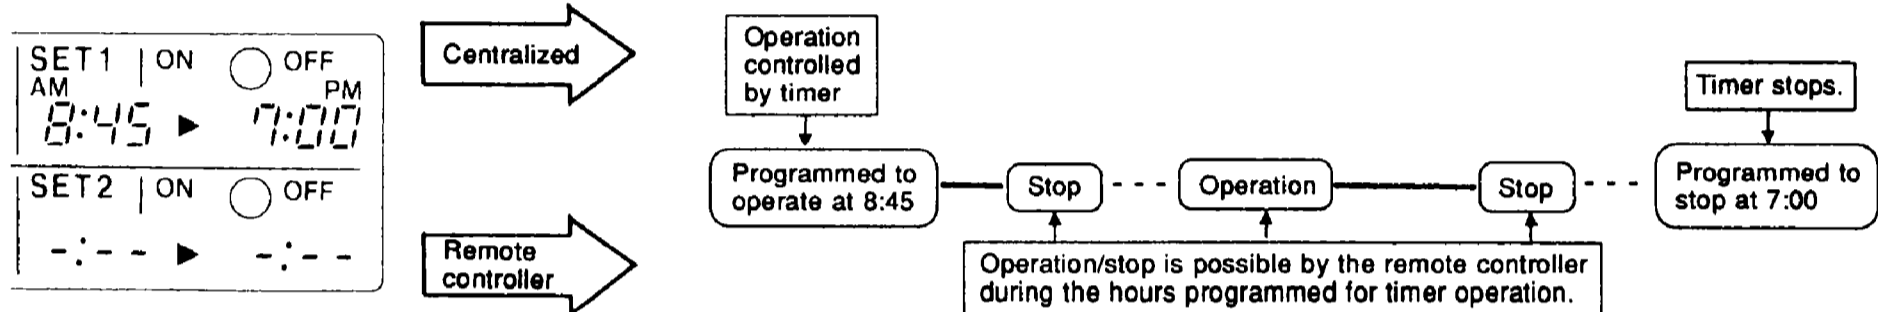 SET1 | ON OFF
AM PM
8:45 ▶ 7:00
SET2 | ON OFF
-:-- ▶ -:--
Centralized
Remote
controller
Operation
controlled
by timer
Programmed to
operate at 8:45
Stop
Operation
Stop
Timer stops.
Programmed to
stop at 7:00
Operation/stop is possible by the remote controller
during the hours programmed for timer operation.